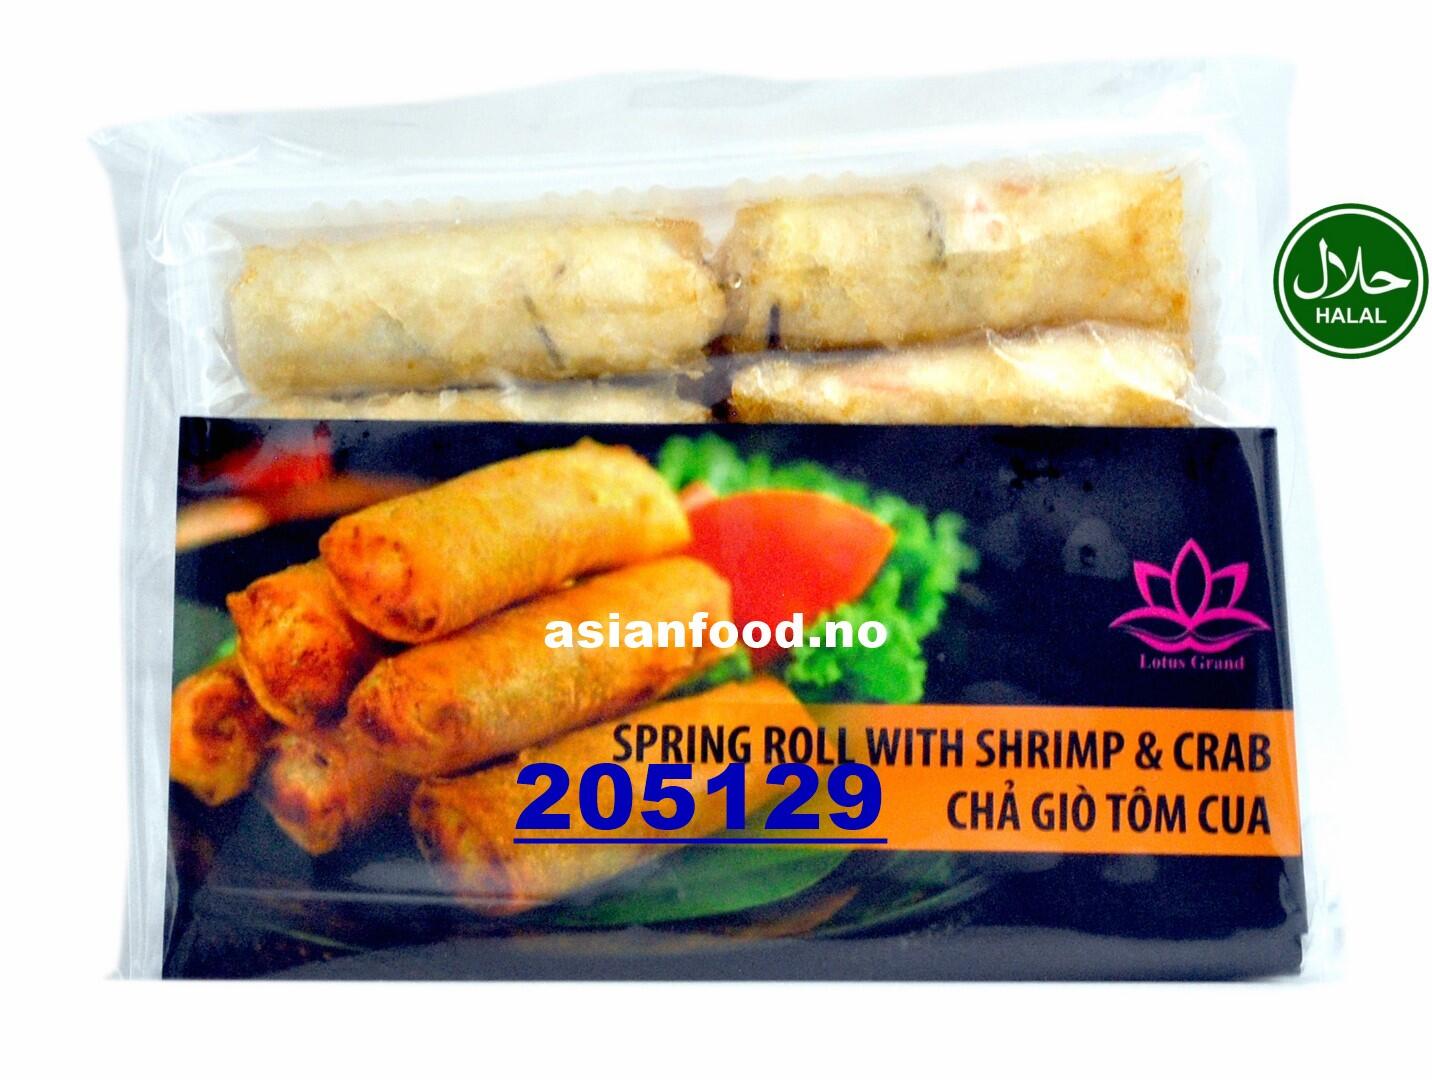 حلال
HALAL
asianfood.no
Lotus Grand
SPRING ROLL WITH SHRIMP & CRAB
205129
CHẢ GIÒ TÔM CUA